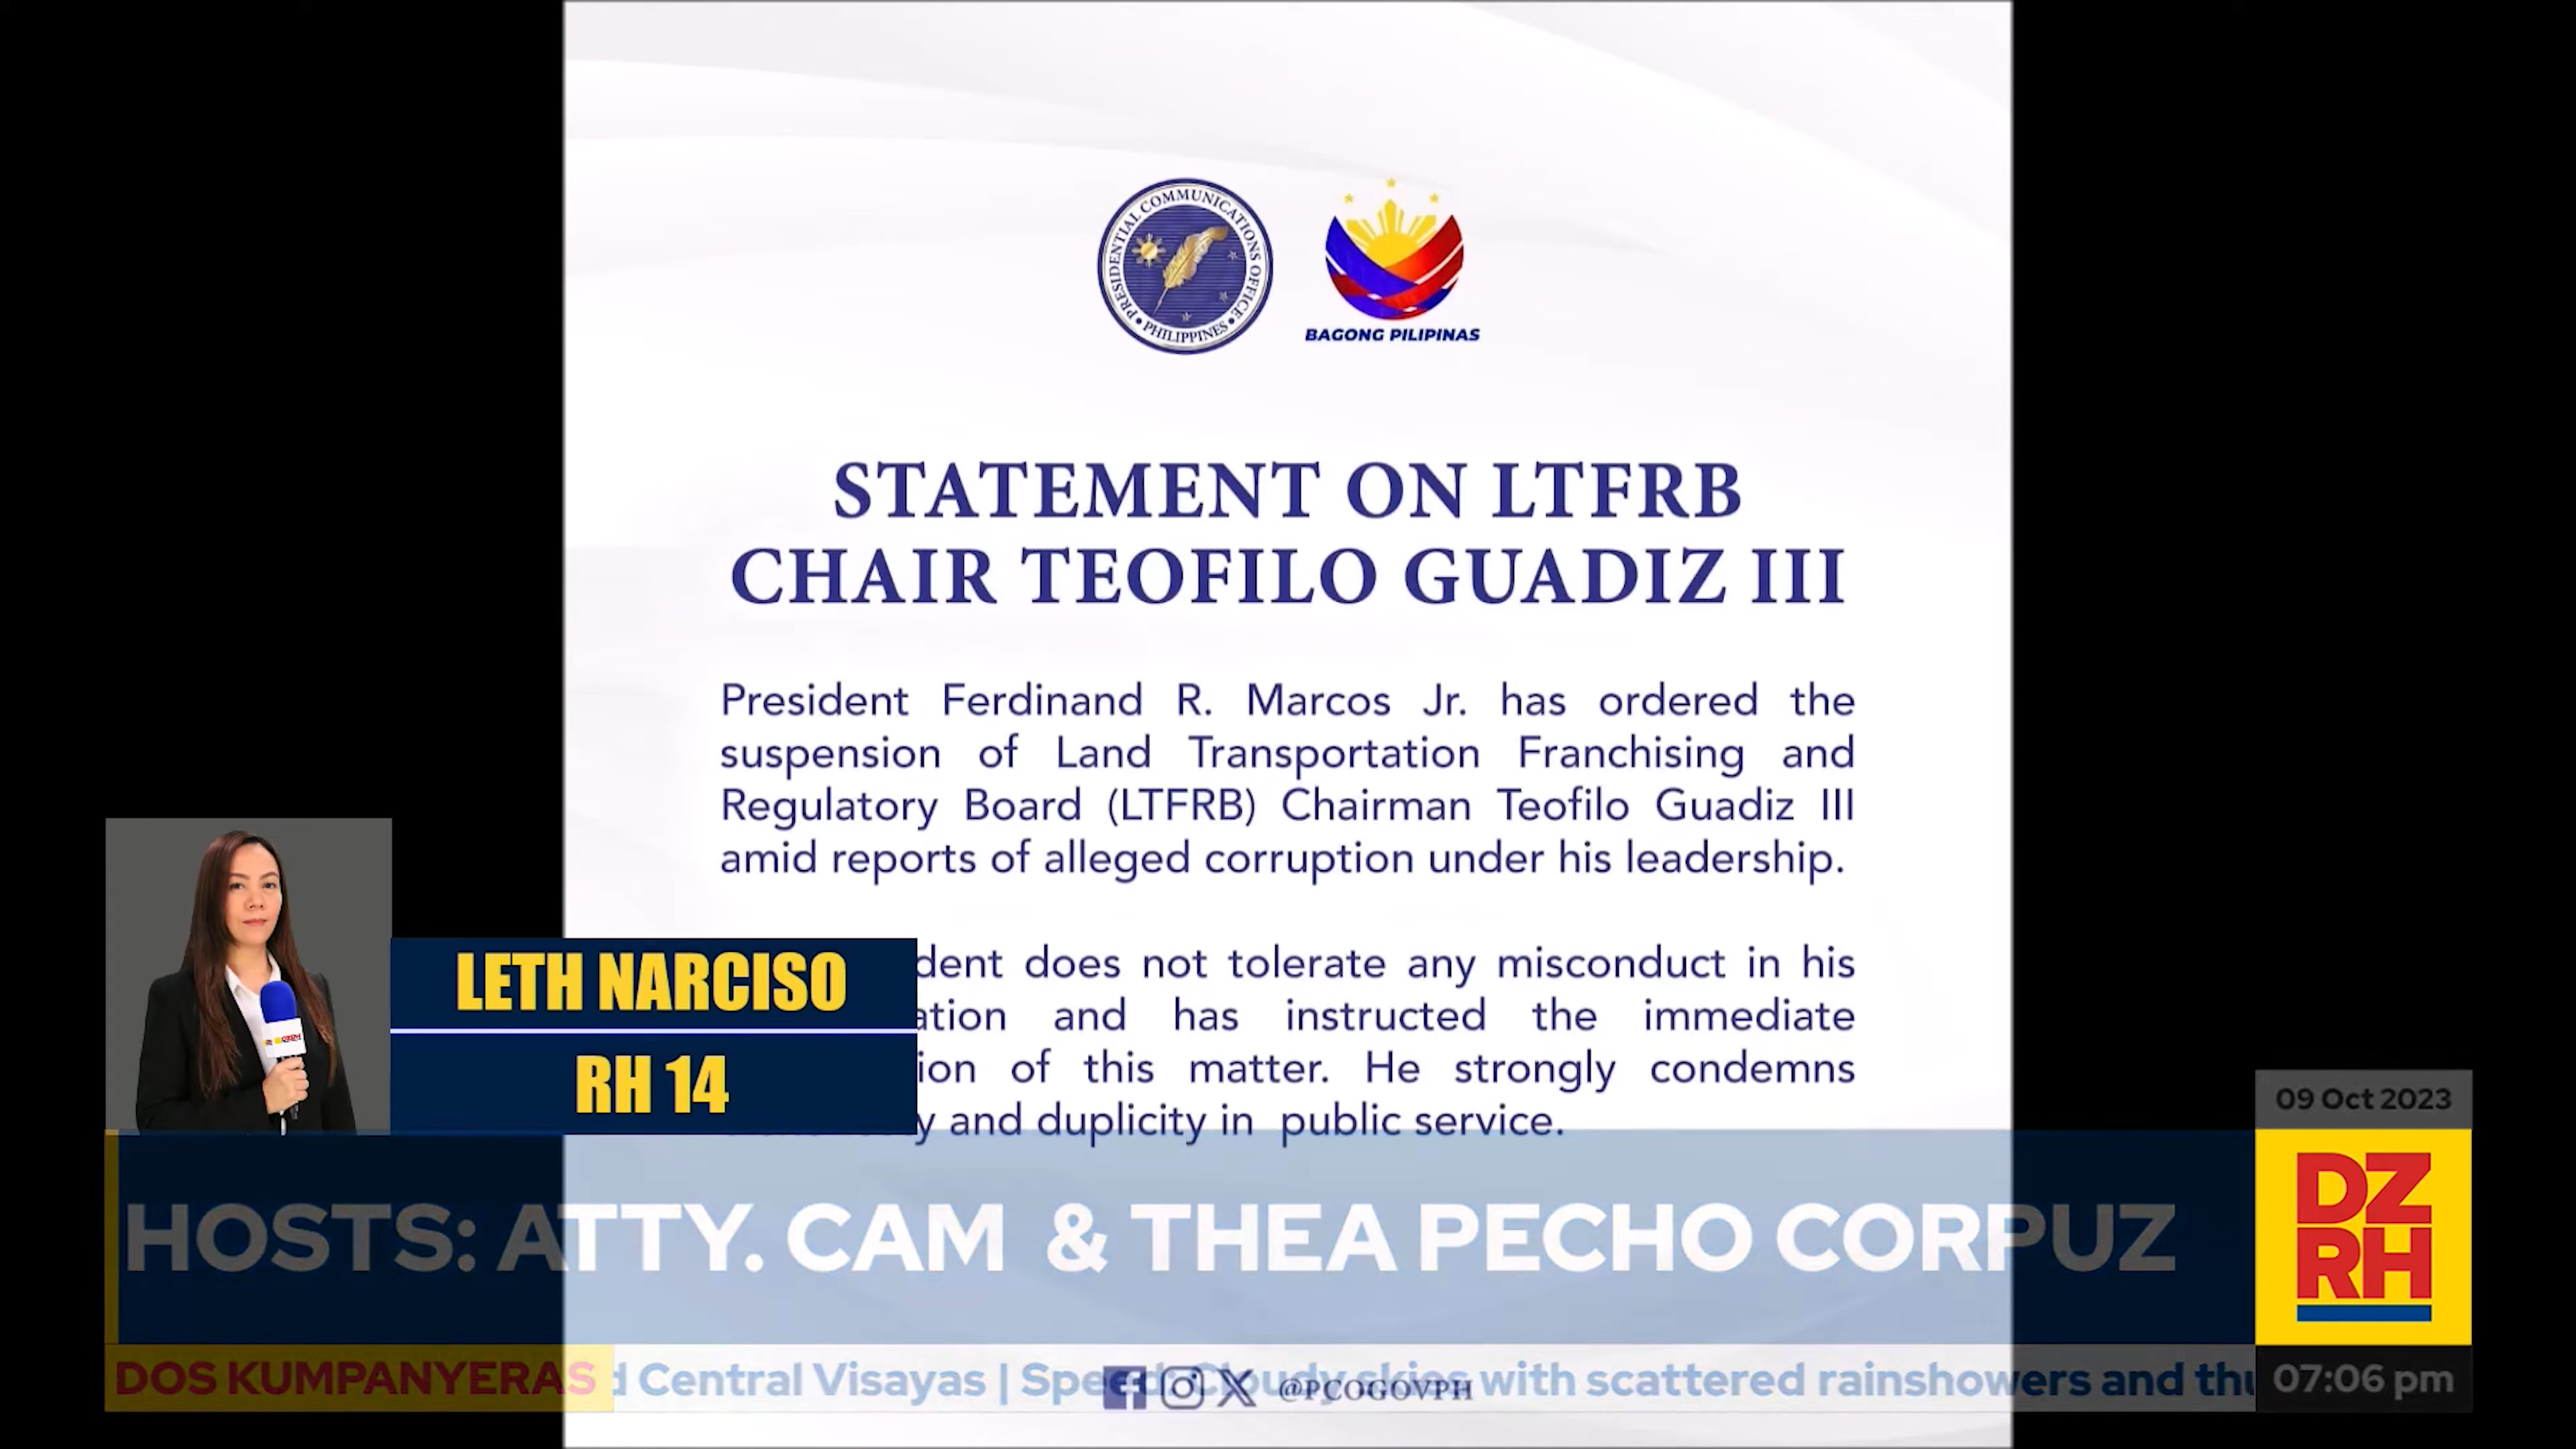 PRESIDENTIAL COMMUNICATIONS OFFICE
PHILIPPINES
BAGONG PILIPINAS
STATEMENT ON LTFRB
CHAIR TEOFILO GUADIZ III
President Ferdinand R. Marcos Jr. has ordered the
suspension of Land Transportation Franchising and
Regulatory Board (LTFRB) Chairman Teofilo Guadiz III
amid reports of alleged corruption under his leadership.
dent does not tolerate any misconduct in his
ation and has instructed the immediate
ion of this matter. He strongly condemns
y and duplicity in public service.
LETH NARCISO
RH 14
09 Oct 2023
HOSTS: ATTY. CAM & THEA PECHO CORPUZ
DZ
RH
DOS KUMPANYERAS
d Central Visayas | Speed: Cloudy skies with scattered rainshowers and thu
@PCOGOVPH
07:06 pm